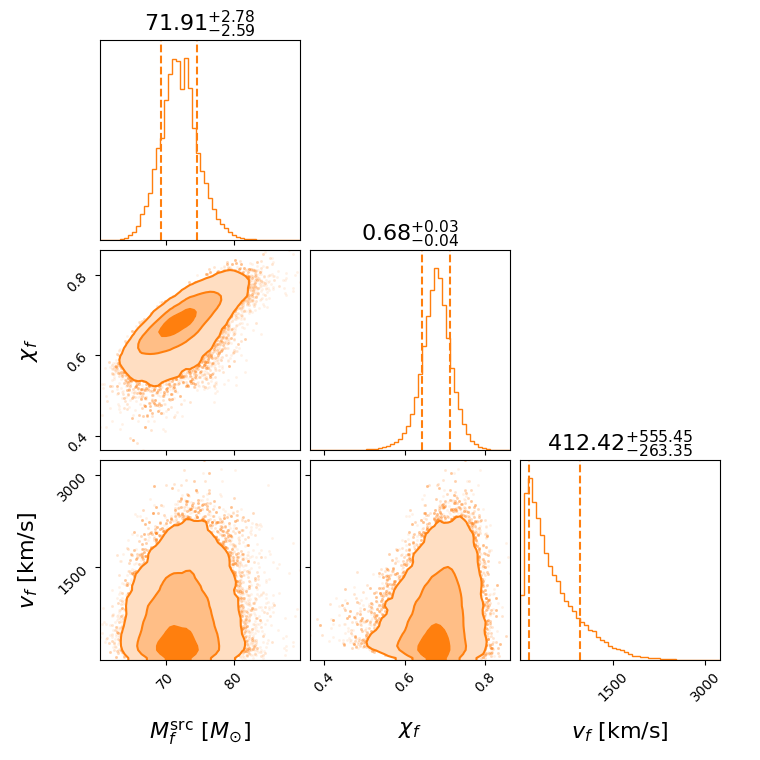 71.91+2.78−2.59
0.68+0.03−0.04
χf
0.8
0.6
0.4
412.42+555.45−263.35
vf [km/s]
3000
1500
70 80
0.4 0.6 0.8
1500 3000
Mfsrc [M⊙]
χf
vf [km/s]